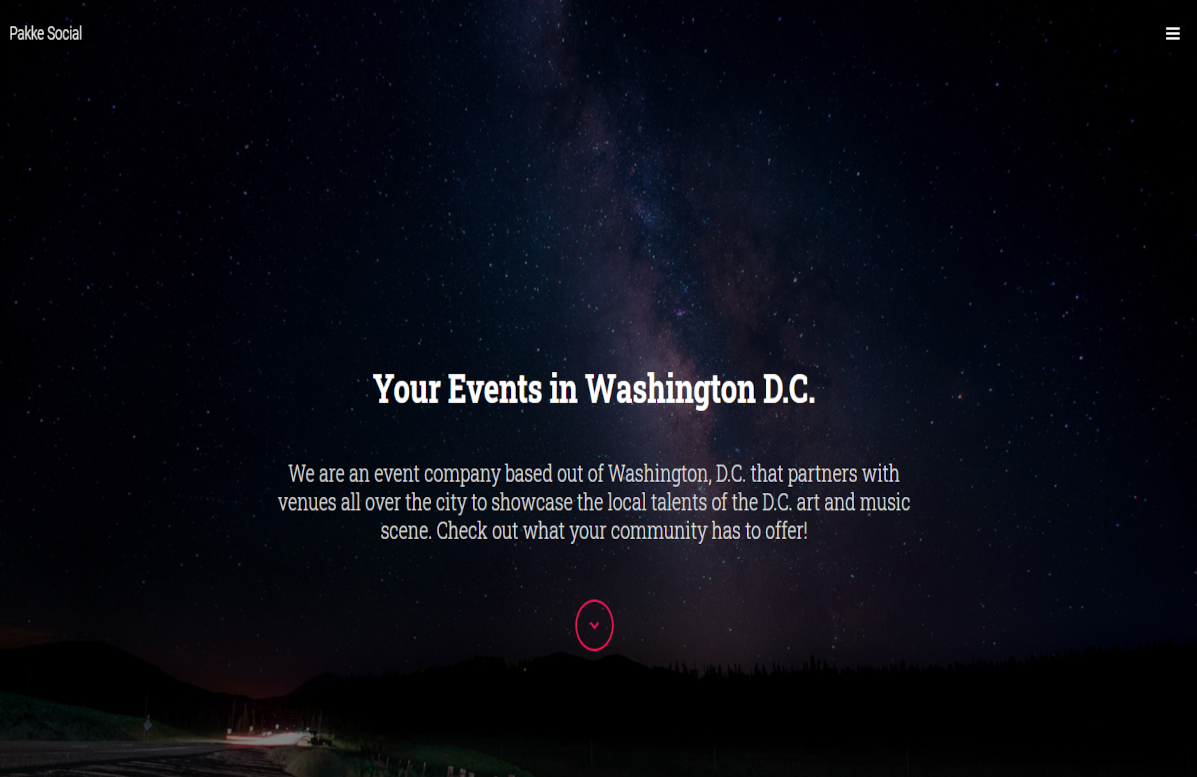 Pakke Social
Your Events in Washington D.C.
We are an event company based out of Washington, D.C. that partners with
venues all over the city to showcase the local talents of the D.C. art and music
scene. Check out what your community has to offer!